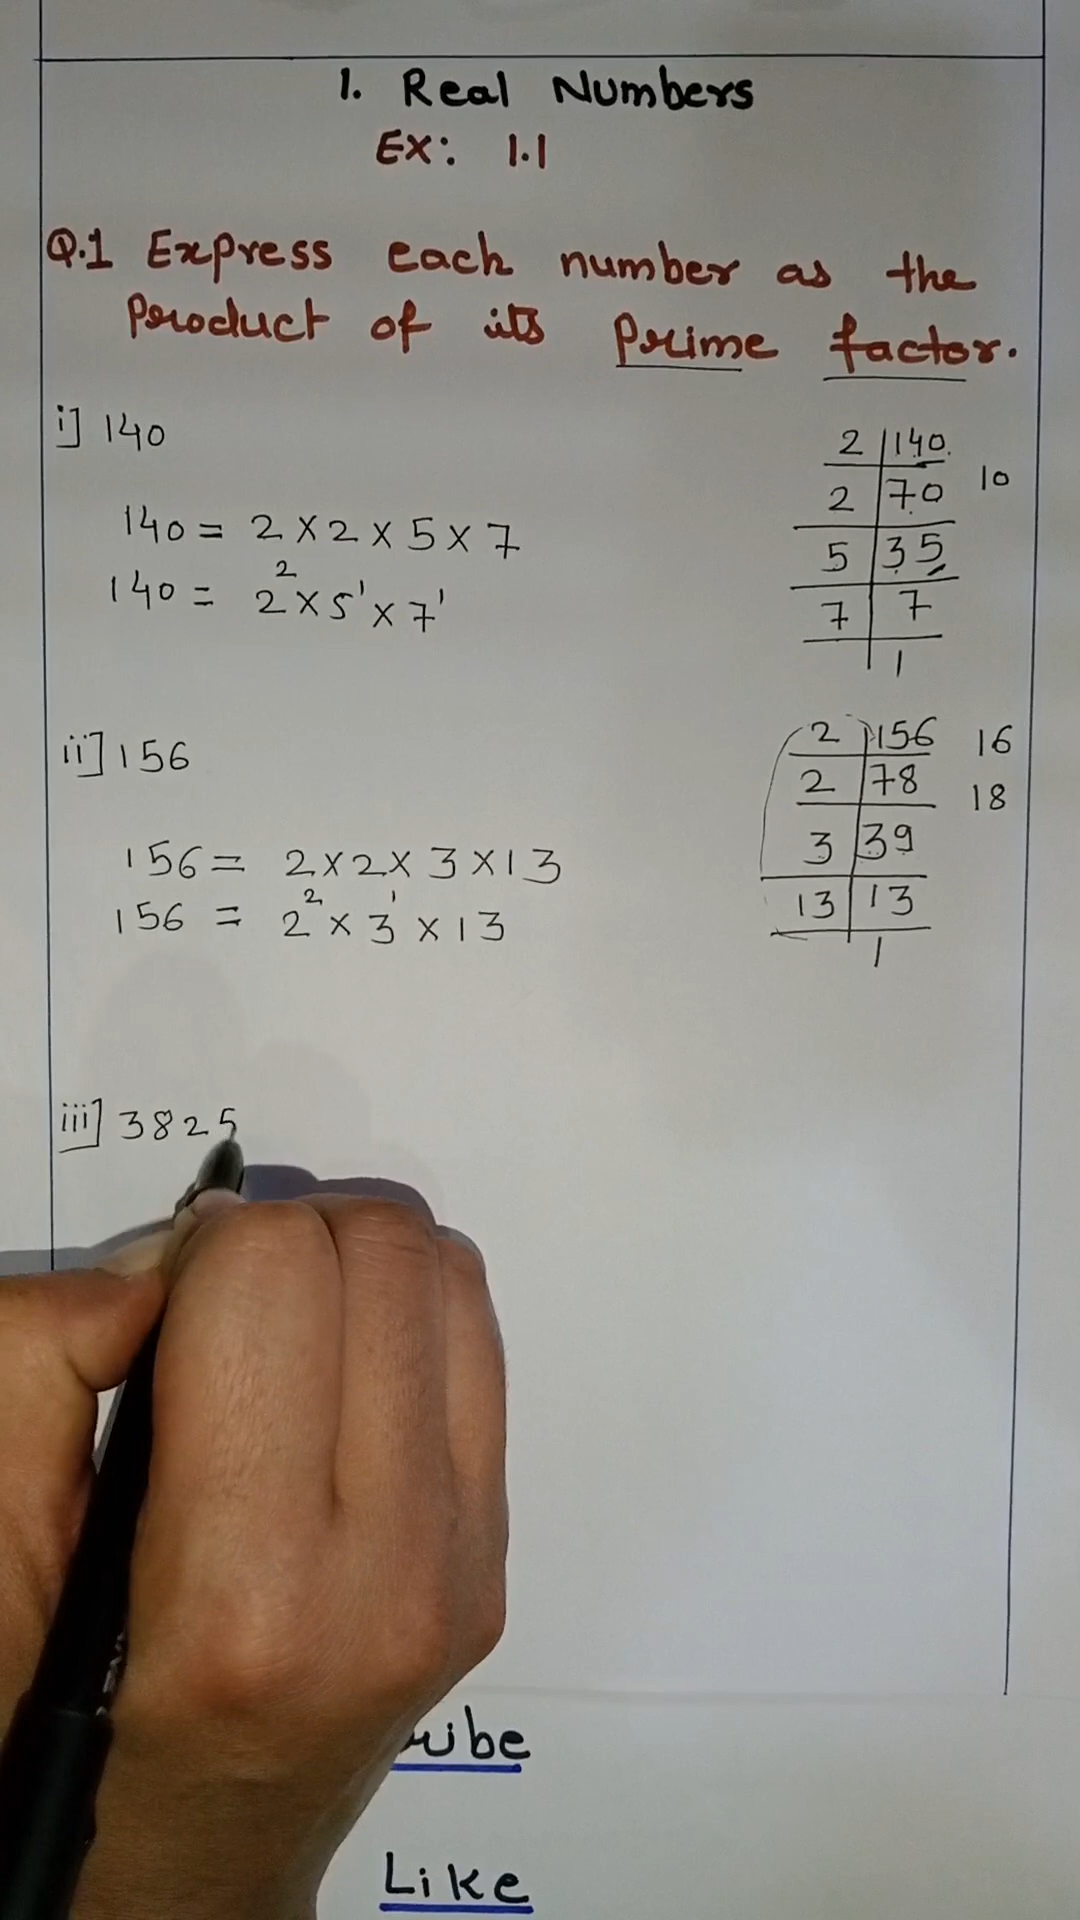 1. Real Numbers
Ex: 1.1
Q.1 Express each number as the
Product of its Prime factor.
i] 140
140 = 2 × 2 × 5 × 7
140 = 2² × 5¹ × 7¹
2 | 140
2 | 70 10
5 | 35
7 | 7
1
ii] 156
156 = 2 × 2 × 3 × 13
156 = 2² × 3¹ × 13
2 | 156 16
2 | 78 18
3 | 39
13 | 13
1
iii] 3825
Like